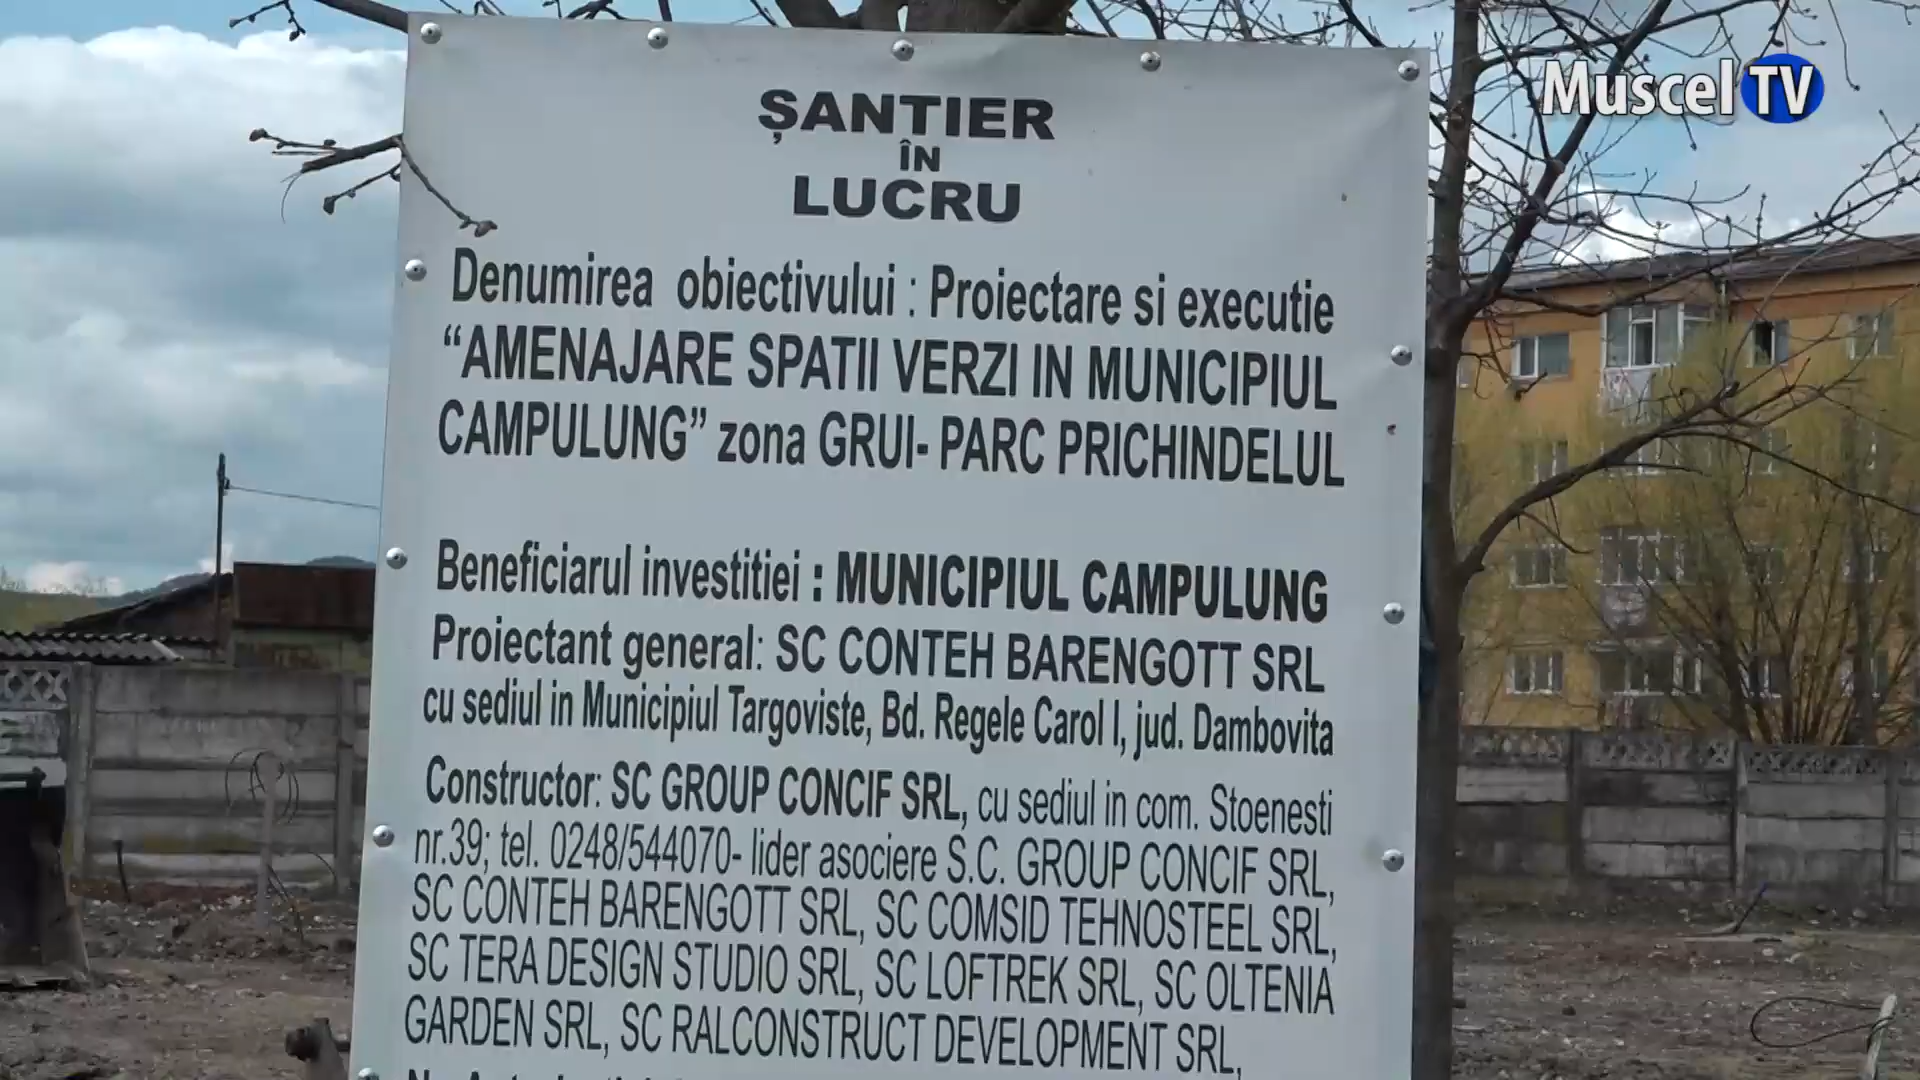 Muscel TV
ȘANTIER
ÎN
LUCRU
Denumirea obiectivului : Proiectare si executie
“AMENAJARE SPATII VERZI IN MUNICIPIUL
CAMPULUNG” zona GRUI- PARC PRICHINDELUL
Beneficiarul investitiei : MUNICIPIUL CAMPULUNG
Proiectant general: SC CONTEH BARENGOTT SRL
cu sediul in Municipiul Targoviste, Bd. Regele Carol I, jud. Dambovita
Constructor: SC GROUP CONCIF SRL, cu sediul in com. Stoenesti
nr.39; tel. 0248/544070- lider asociere S.C. GROUP CONCIF SRL,
SC CONTEH BARENGOTT SRL, SC COMSID TEHNOSTEEL SRL,
SC TERA DESIGN STUDIO SRL, SC LOFTREK SRL, SC OLTENIA
GARDEN SRL, SC RALCONSTRUCT DEVELOPMENT SRL,